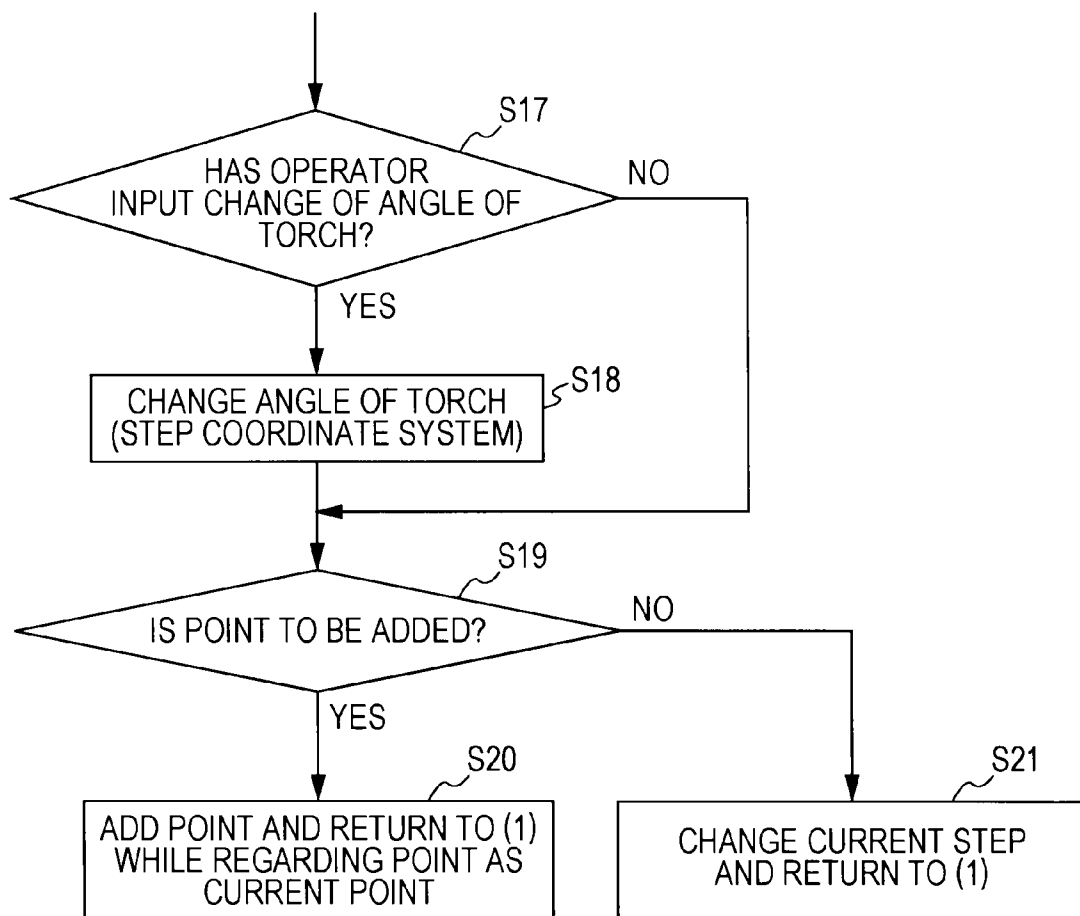 S17
HAS OPERATOR
INPUT CHANGE OF ANGLE OF
TORCH?
NO
YES
S18
CHANGE ANGLE OF TORCH
(STEP COORDINATE SYSTEM)
S19
IS POINT TO BE ADDED?
NO
YES
S20
ADD POINT AND RETURN TO (1)
WHILE REGARDING POINT AS
CURRENT POINT
S21
CHANGE CURRENT STEP
AND RETURN TO (1)